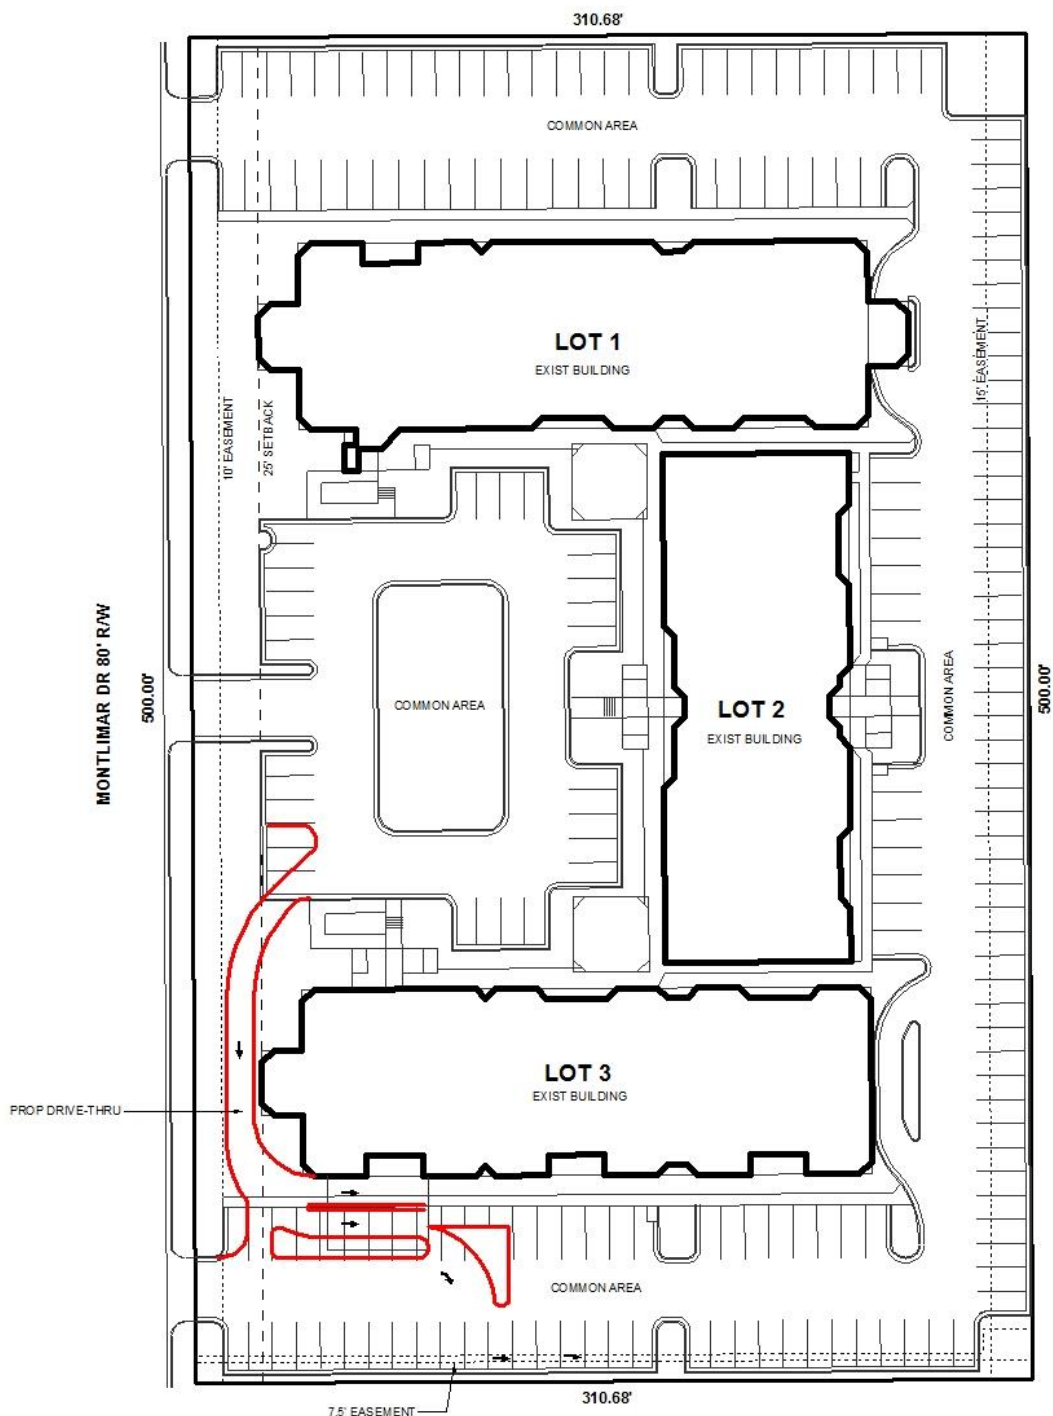 310.68'
COMMON AREA
LOT 1
EXIST BUILDING
10' EASEMENT
25' SETBACK
15' EASEMENT
MONTLIMAR DR 80' R/W
500.00'
COMMON AREA
LOT 2
EXIST BUILDING
COMMON AREA
500.00'
LOT 3
EXIST BUILDING
PROP DRIVE-THRU
COMMON AREA
310.68'
7.5' EASEMENT